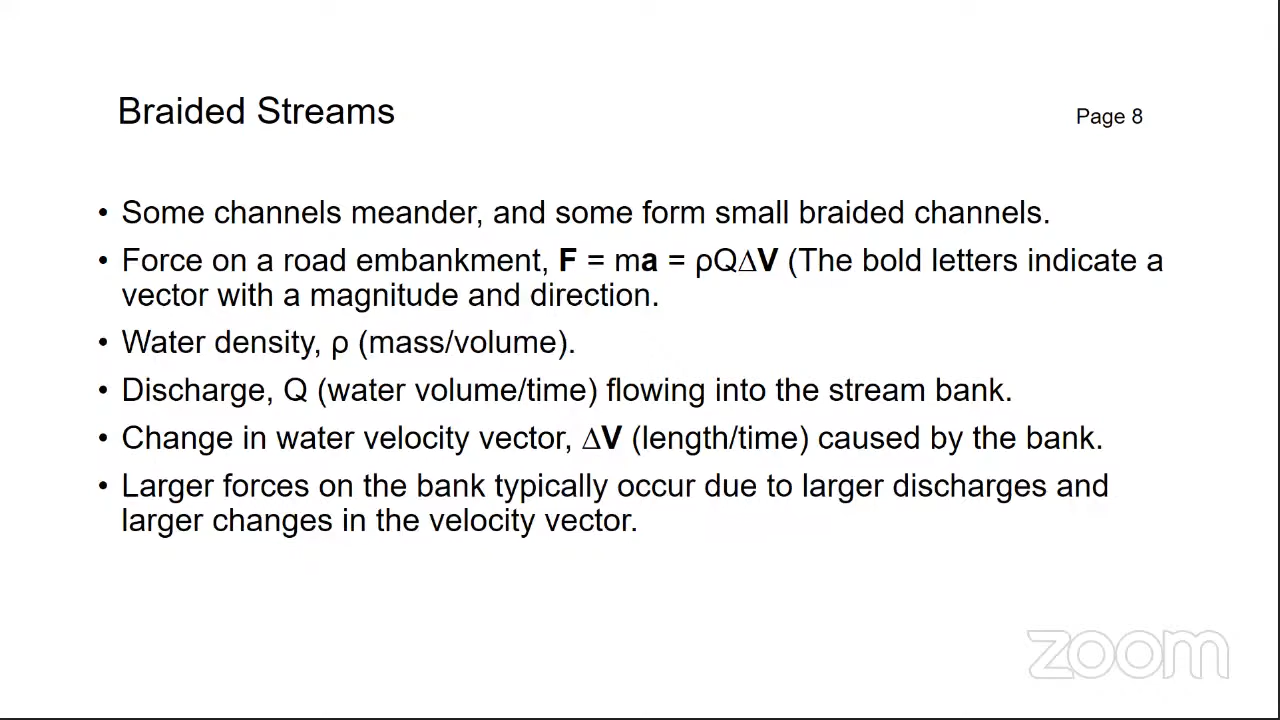 Braided Streams
Page 8
• Some channels meander, and some form small braided channels.
• Force on a road embankment, F = ma = ρQ∆V (The bold letters indicate a
vector with a magnitude and direction.
• Water density, ρ (mass/volume).
• Discharge, Q (water volume/time) flowing into the stream bank.
• Change in water velocity vector, ∆V (length/time) caused by the bank.
• Larger forces on the bank typically occur due to larger discharges and
larger changes in the velocity vector.
zoom